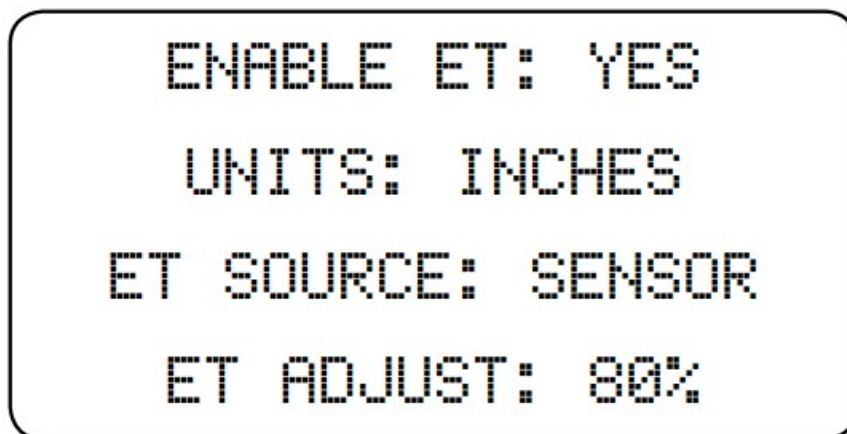 ENABLE ET: YES
UNITS: INCHES
ET SOURCE: SENSOR
ET ADJUST: 80%